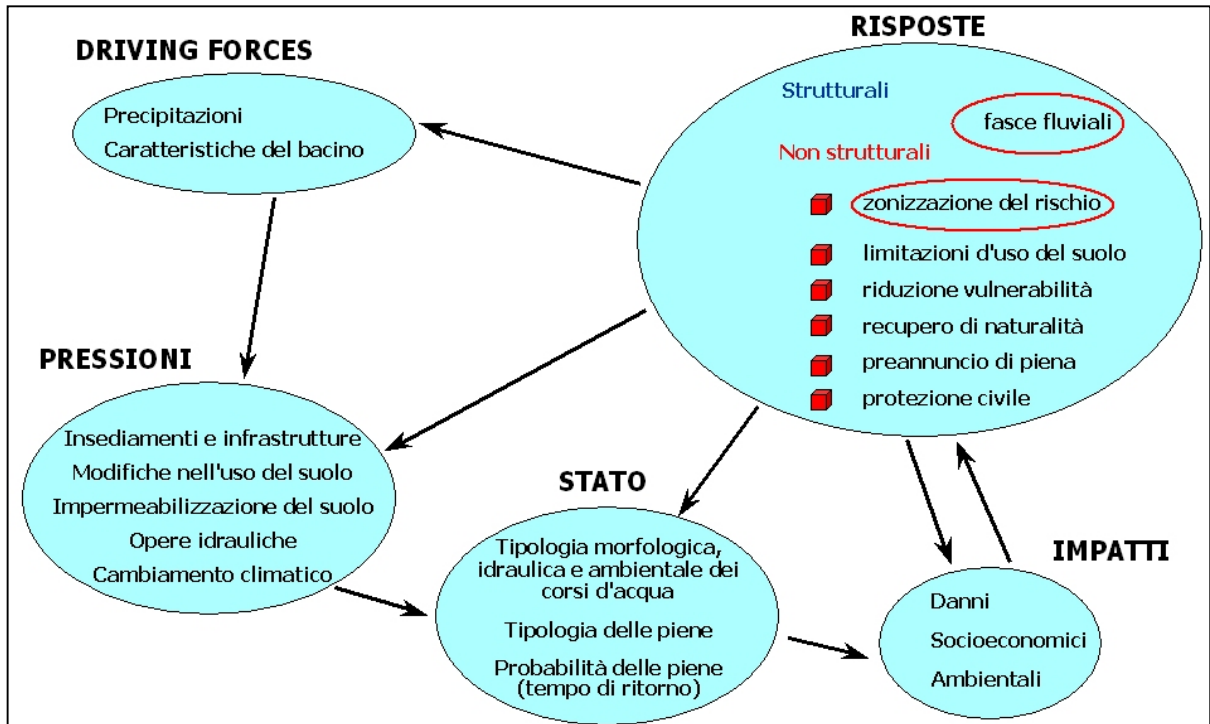 DRIVING FORCES
Precipitazioni
Caratteristiche del bacino
RISPOSTE
Strutturali
fasce fluviali
Non strutturali
zonizzazione del rischio
limitazioni d'uso del suolo
riduzione vulnerabilità
recupero di naturalità
preannuncio di piena
protezione civile
PRESSIONI
Insediamenti e infrastrutture
Modifiche nell'uso del suolo
Impermeabilizzazione del suolo
Opere idrauliche
Cambiamento climatico
STATO
Tipologia morfologica,
idraulica e ambientale dei
corsi d'acqua
Tipologia delle piene
Probabilità delle piene
(tempo di ritorno)
IMPATTI
Danni
Socioeconomici
Ambientali